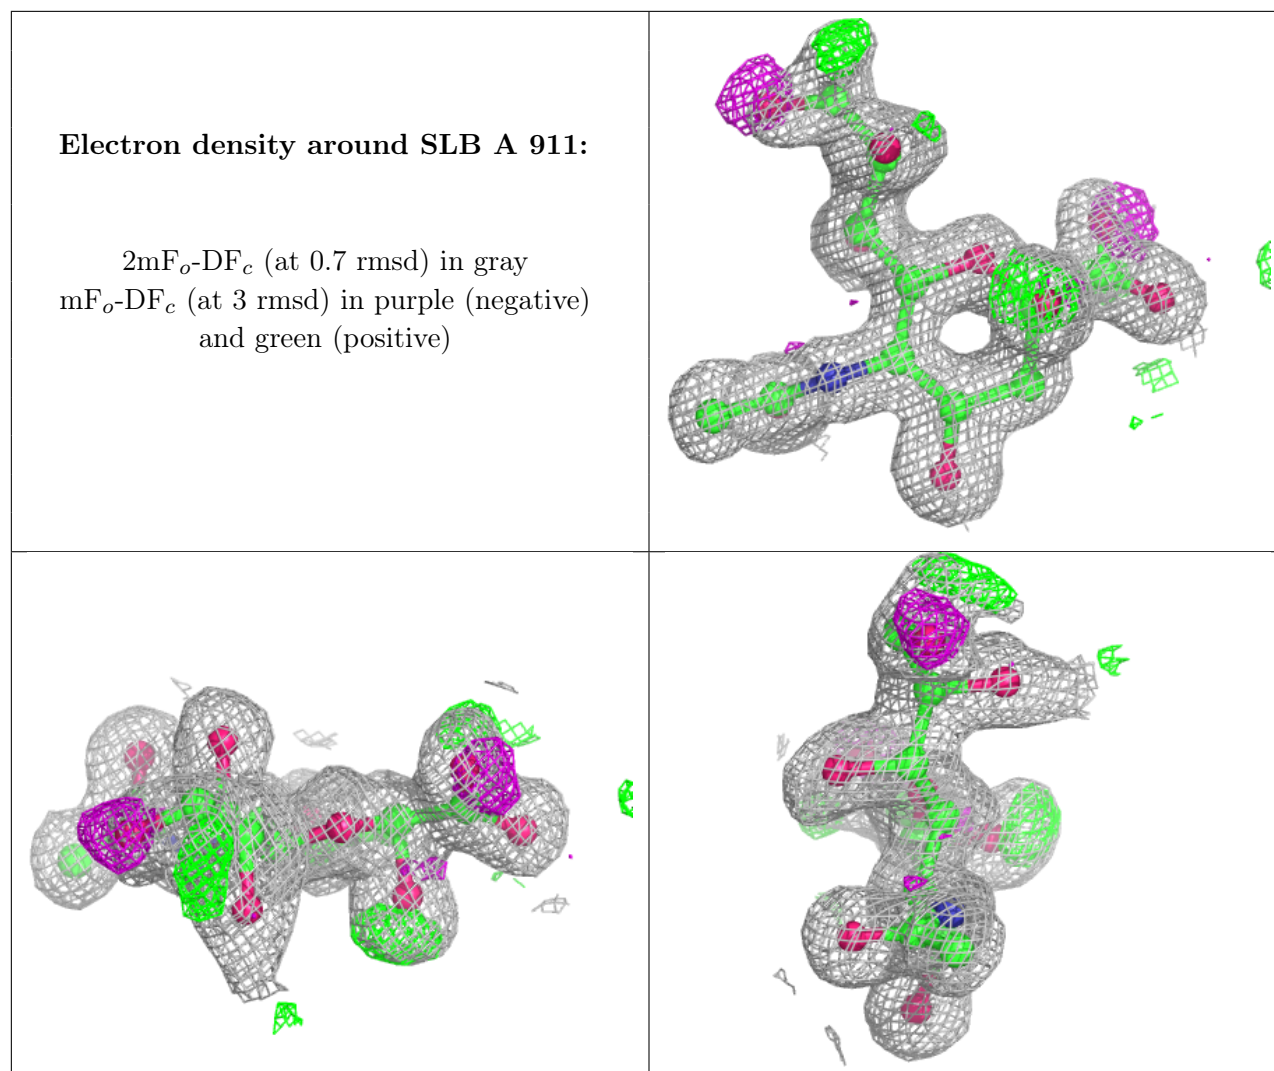 Electron density around SLB A 911:
2mFo-DFc (at 0.7 rmsd) in gray
mFo-DFc (at 3 rmsd) in purple (negative)
and green (positive)